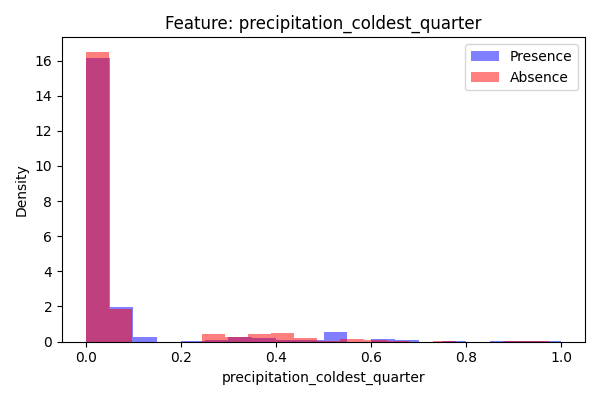 Feature: precipitation_coldest_quarter
Presence
Absence
Density
16
14
12
10
8
6
4
2
0
0.0 0.2 0.4 0.6 0.8 1.0
precipitation_coldest_quarter